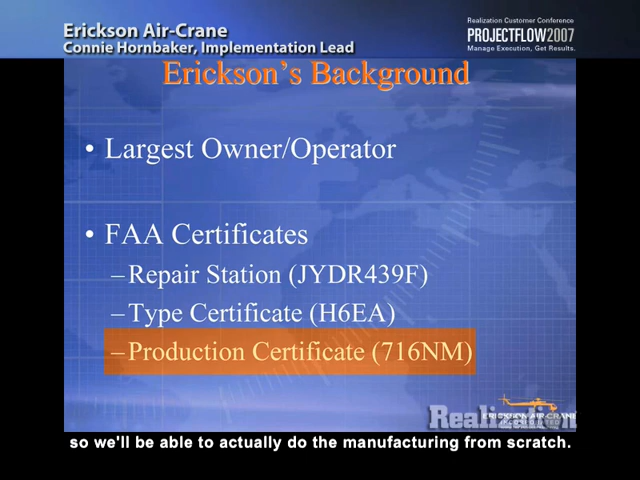 Erickson Air-Crane
Connie Hornbaker, Implementation Lead
Realization Customer Conference
PROJECTFLOW2007
Manage Execution, Get Results.
Erickson's Background
• Largest Owner/Operator
• FAA Certificates
–Repair Station (JYDR439F)
–Type Certificate (H6EA)
–Production Certificate (716NM)
ERICKSON AIR-CRANE
INCORPORATED
Realization
so we'll be able to actually do the manufacturing from scratch.